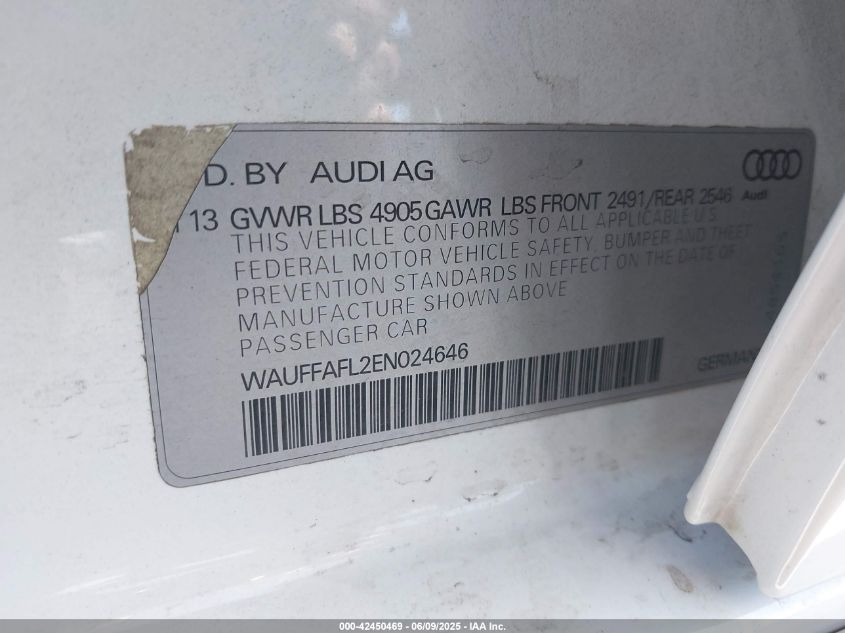 D. BY AUDI AG
Audi
13 GVWR LBS 4905 GAWR LBS FRONT 2491/REAR 2546
THIS VEHICLE CONFORMS TO ALL APPLICABLE U.S.
FEDERAL MOTOR VEHICLE SAFETY, BUMPER AND THEFT
PREVENTION STANDARDS IN EFFECT ON THE DATE OF
MANUFACTURE SHOWN ABOVE
PASSENGER CAR
WAUFFAFL2EN024646
GERMAN
000-42450469 - 06/09/2025 - IAA Inc.